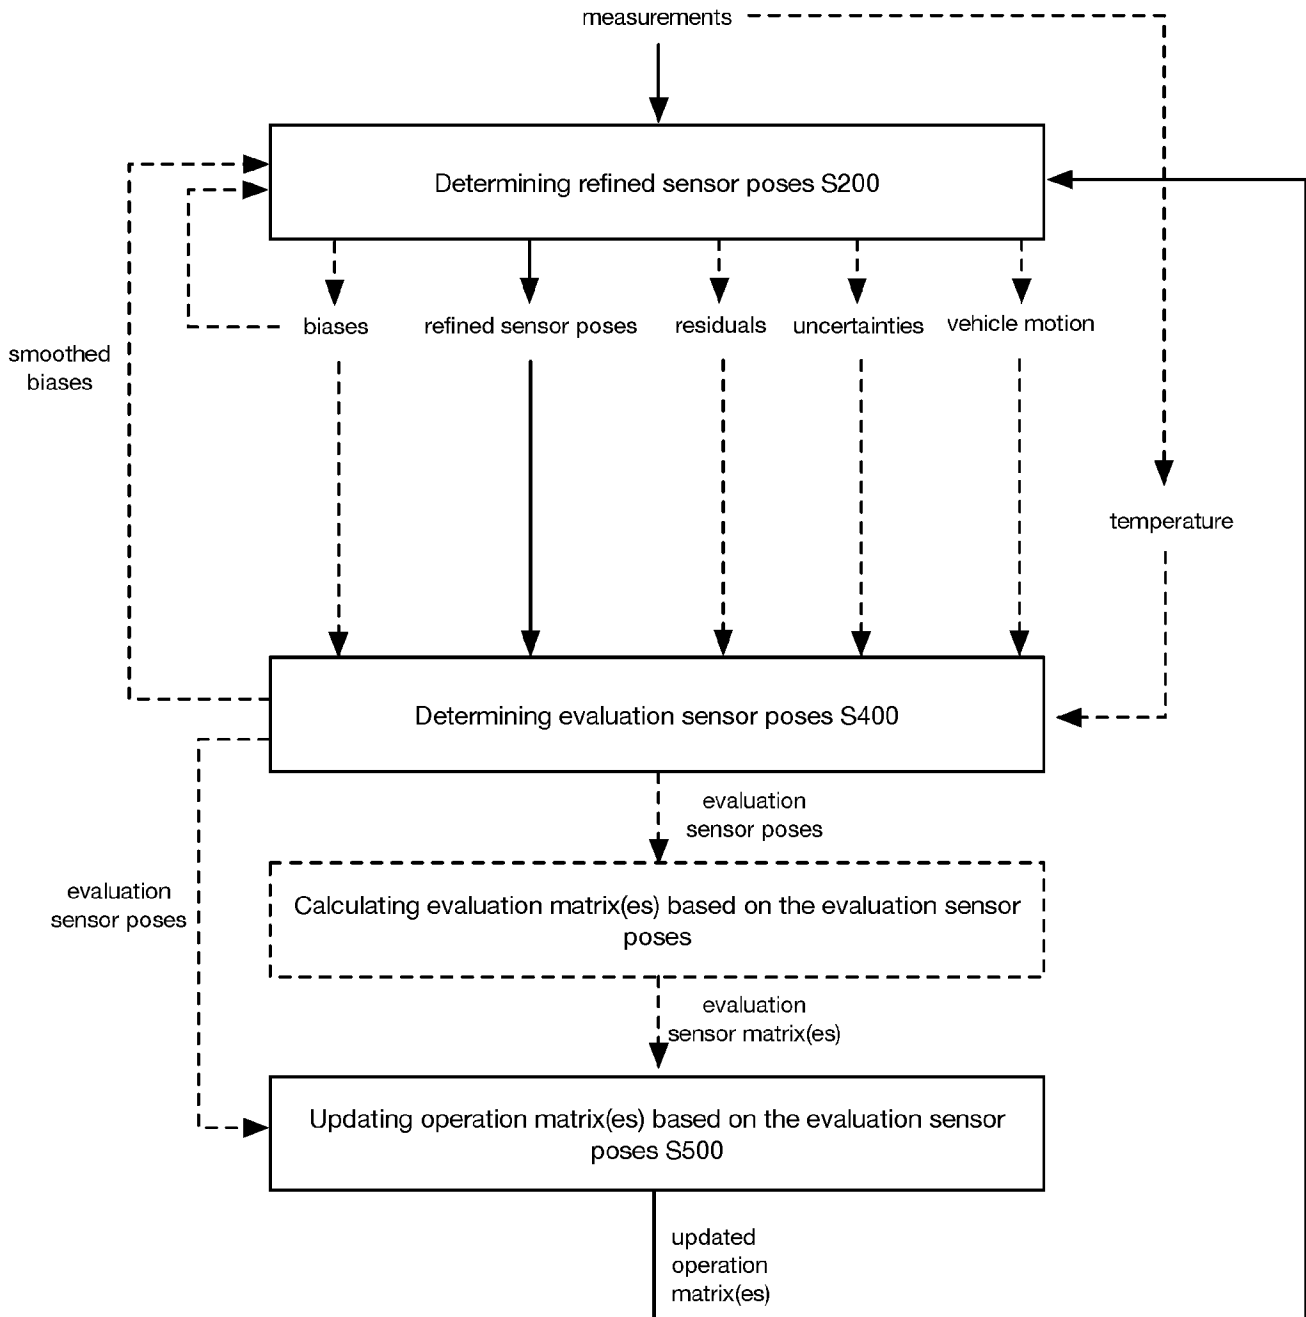 measurements
Determining refined sensor poses S200
biases
refined sensor poses
residuals
uncertainties
vehicle motion
smoothed
biases
temperature
Determining evaluation sensor poses S400
evaluation
sensor poses
evaluation
sensor poses
Calculating evaluation matrix(es) based on the evaluation sensor
poses
evaluation
sensor matrix(es)
Updating operation matrix(es) based on the evaluation sensor
poses S500
updated
operation
matrix(es)